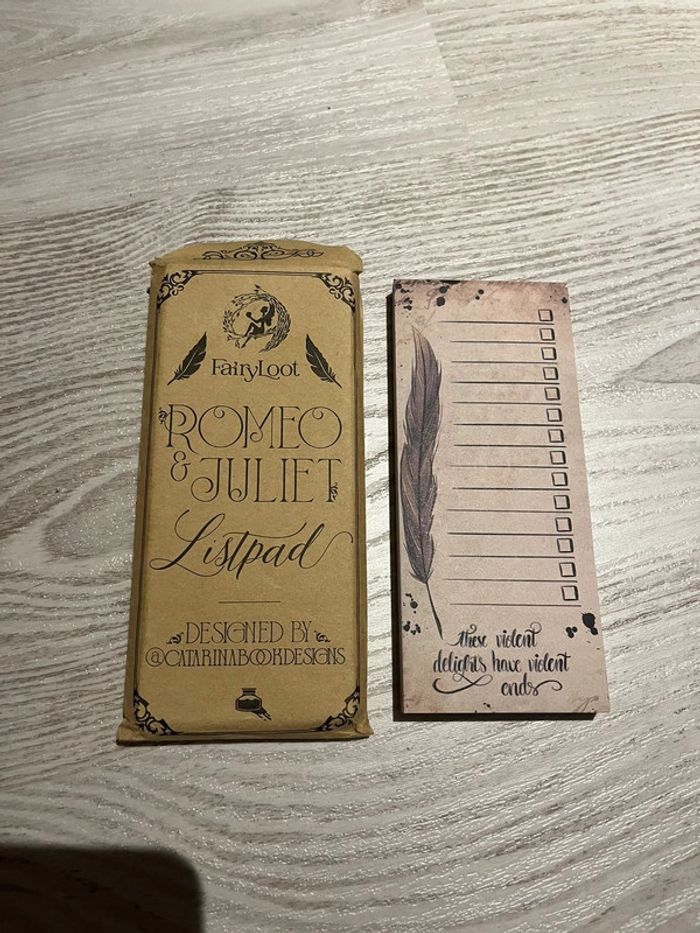 FairyLoot
ROMEO
& JULIET
Listpad
DESIGNED BY
@CATARINABOOKDESIGNS
these violent
delights have violent
ends